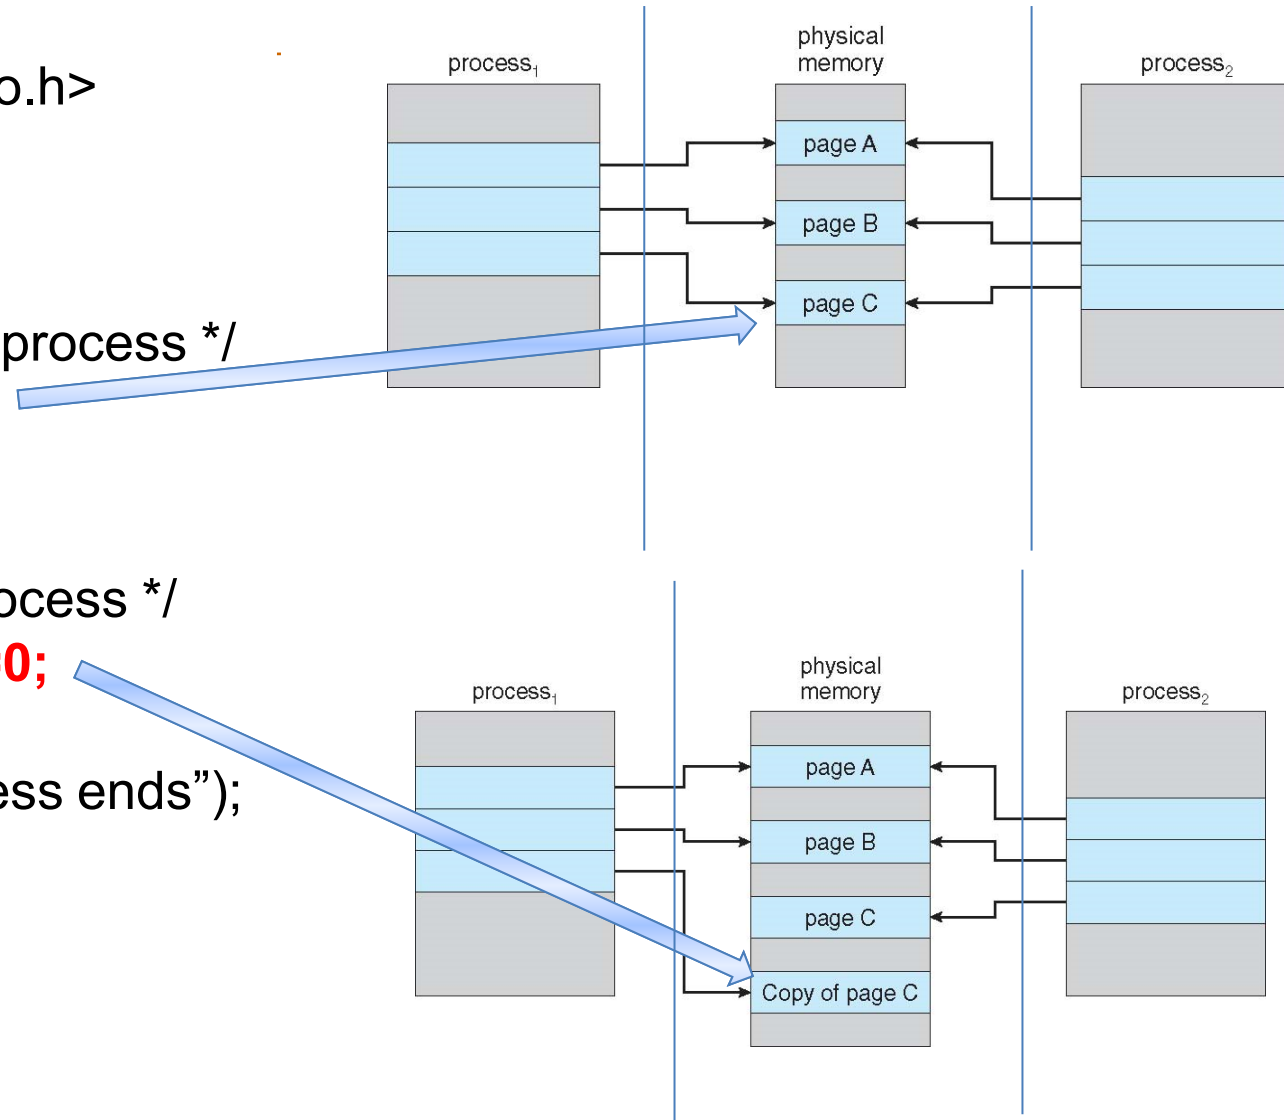 o.h>
process */
ocess */
0;
ess ends”);
process₁
physical
memory
process₂
page A
page B
page C
process₁
physical
memory
process₂
page A
page B
page C
Copy of page C